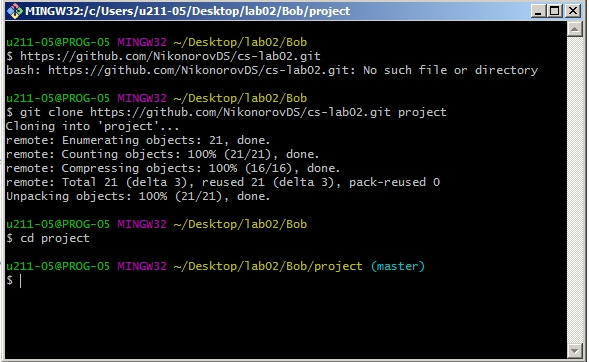 MINGW32:/c/Users/u211-05/Desktop/lab02/Bob/project
u211-05@PROG-05 MINGW32 ~/Desktop/lab02/Bob
$ https://github.com/NikonorovDS/cs-lab02.git
bash: https://github.com/NikonorovDS/cs-lab02.git: No such file or directory
u211-05@PROG-05 MINGW32 ~/Desktop/lab02/Bob
$ git clone https://github.com/NikonorovDS/cs-lab02.git project
Cloning into 'project'...
remote: Enumerating objects: 21, done.
remote: Counting objects: 100% (21/21), done.
remote: Compressing objects: 100% (16/16), done.
remote: Total 21 (delta 3), reused 21 (delta 3), pack-reused 0
Unpacking objects: 100% (21/21), done.
u211-05@PROG-05 MINGW32 ~/Desktop/lab02/Bob
$ cd project
u211-05@PROG-05 MINGW32 ~/Desktop/lab02/Bob/project (master)
$